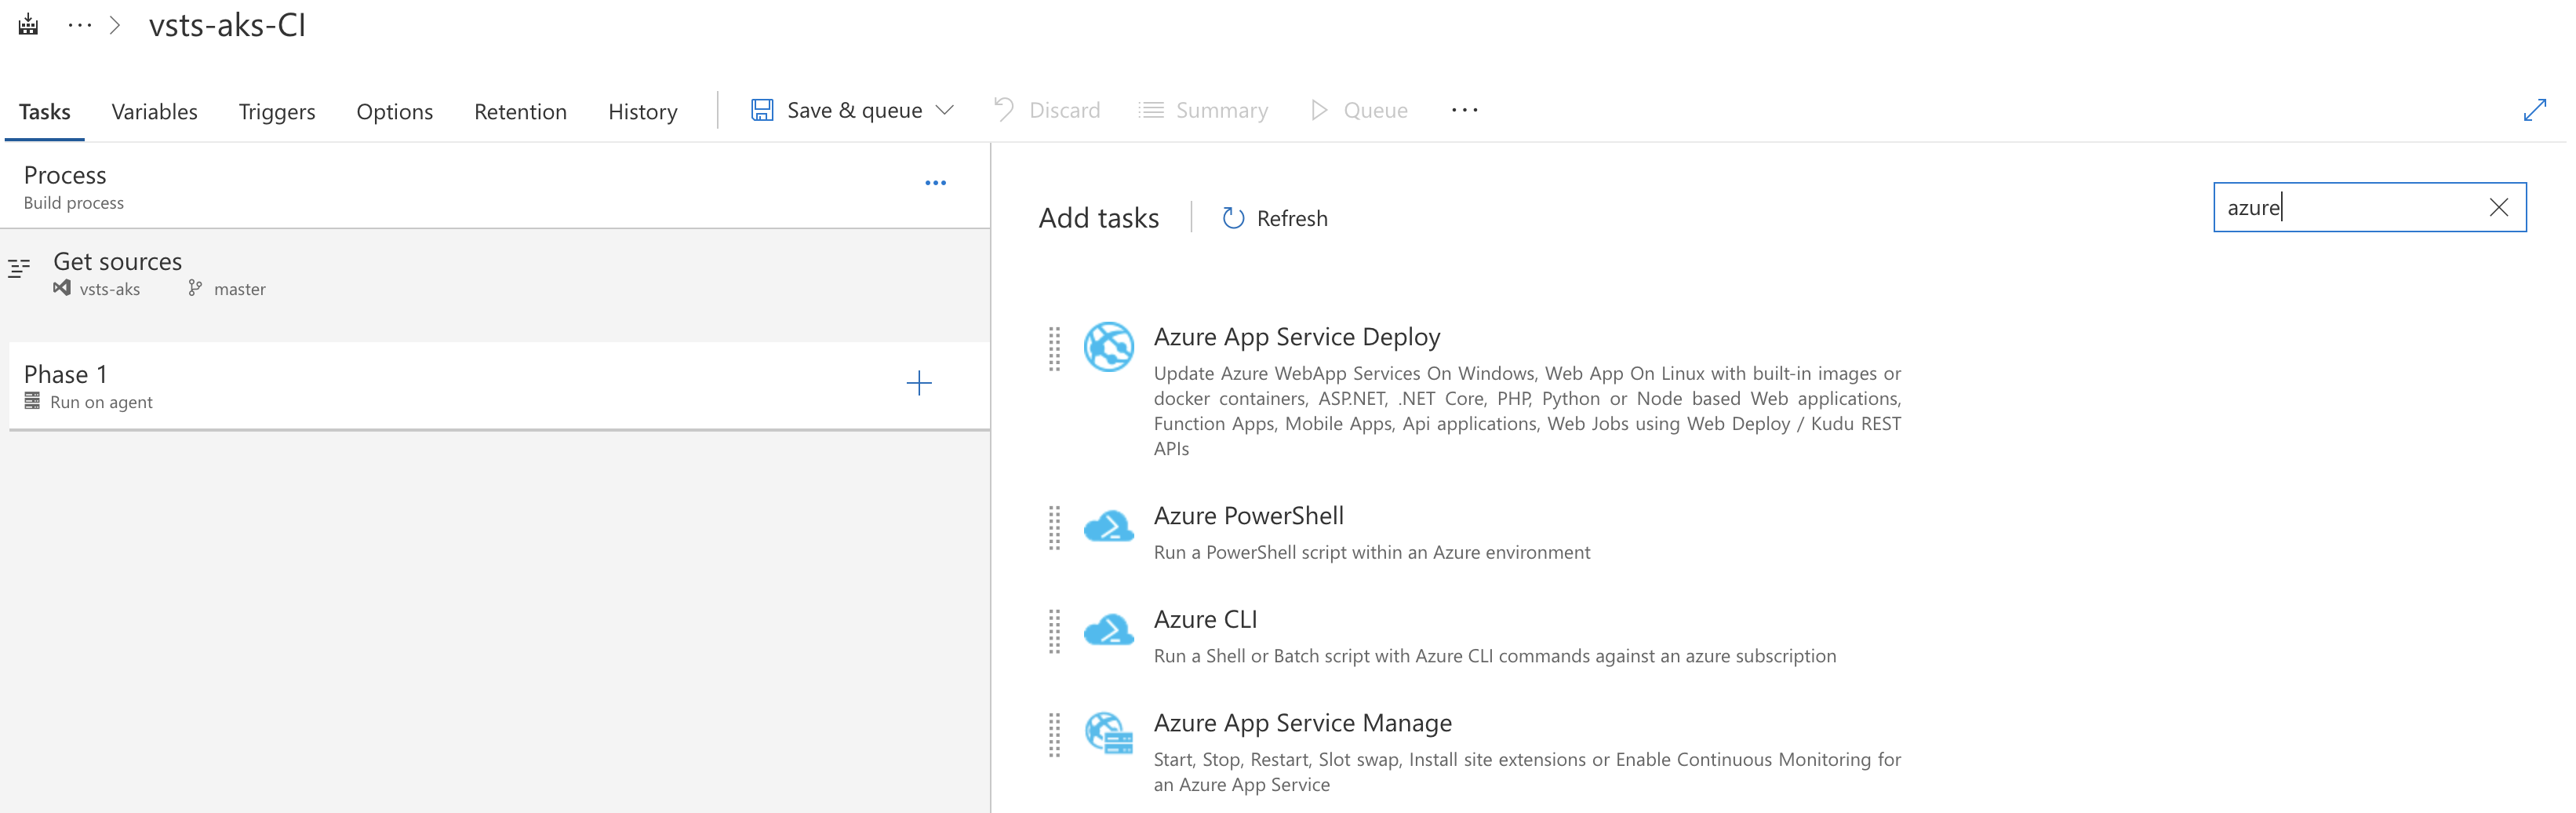 vsts-aks-CI
Tasks Variables Triggers Options Retention History Save & queue Discard Summary Queue
Process
Build process
Get sources
vsts-aks master
Phase 1
Run on agent
Add tasks Refresh
azure
Azure App Service Deploy
Update Azure WebApp Services On Windows, Web App On Linux with built-in images or
docker containers, ASP.NET, .NET Core, PHP, Python or Node based Web applications,
Function Apps, Mobile Apps, Api applications, Web Jobs using Web Deploy / Kudu REST
APIs
Azure PowerShell
Run a PowerShell script within an Azure environment
Azure CLI
Run a Shell or Batch script with Azure CLI commands against an azure subscription
Azure App Service Manage
Start, Stop, Restart, Slot swap, Install site extensions or Enable Continuous Monitoring for
an Azure App Service